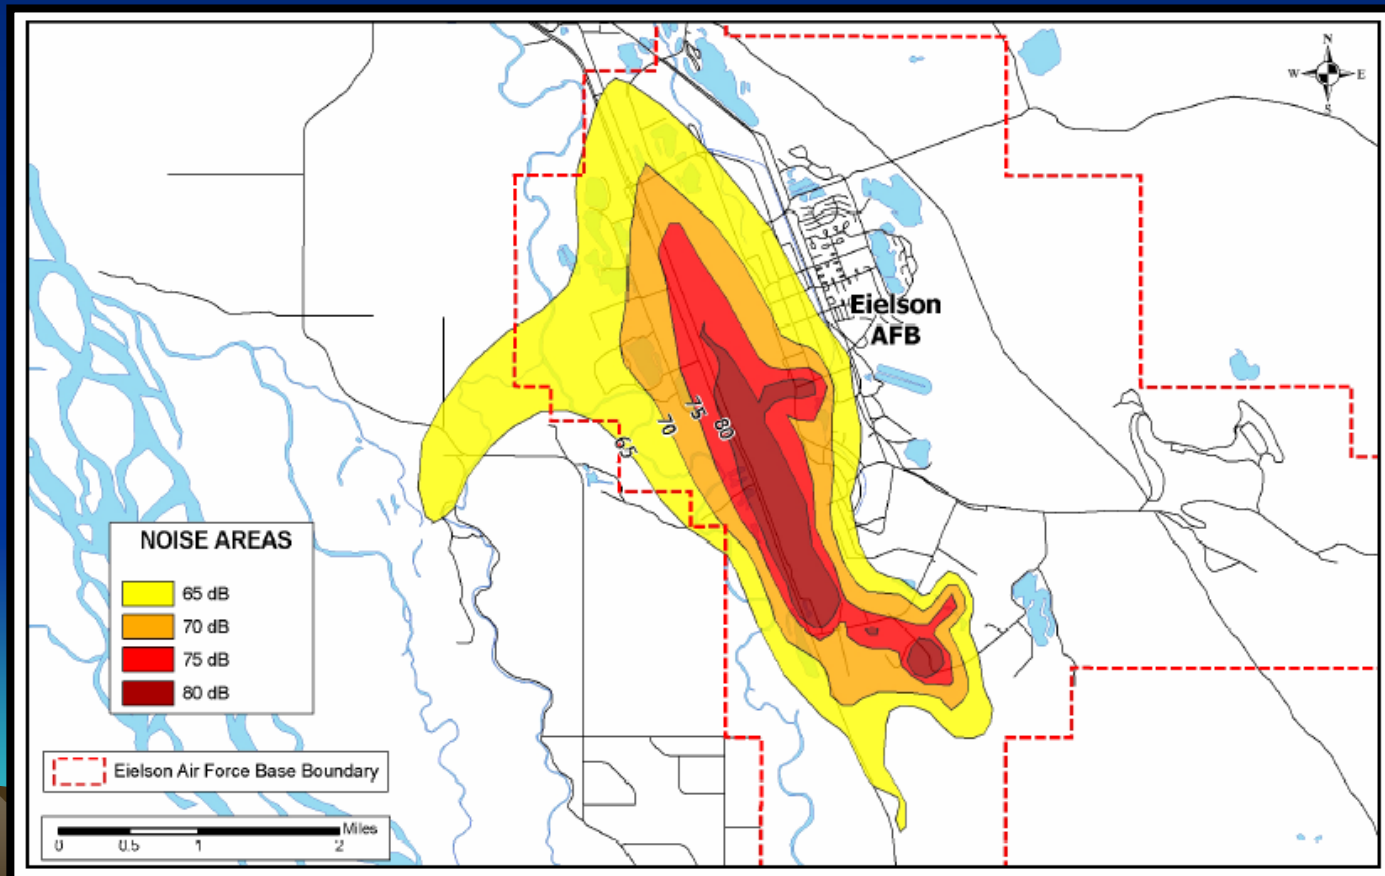 N
W E
S
Eielson
AFB
75
70
80
65
NOISE AREAS
65 dB
70 dB
75 dB
80 dB
Eielson Air Force Base Boundary
Miles
0 0.5 1 2